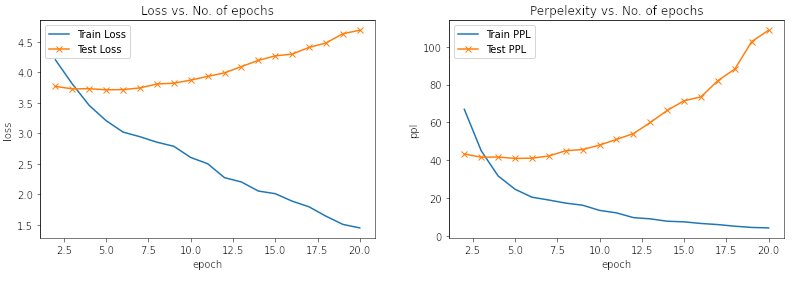 Loss vs. No. of epochs
Train Loss
Test Loss
4.5
4.0
3.5
3.0
2.5
2.0
1.5
loss
2.5 5.0 7.5 10.0 12.5 15.0 17.5 20.0
epoch
Perpelexity vs. No. of epochs
Train PPL
Test PPL
100
80
60
40
20
0
ppl
2.5 5.0 7.5 10.0 12.5 15.0 17.5 20.0
epoch